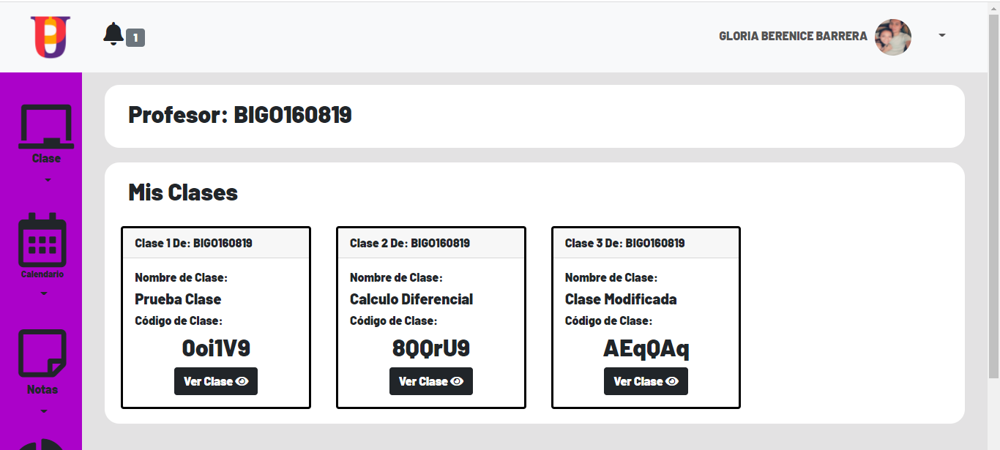 1
GLORIA BERENICE BARRERA
Clase
Calendario
Notas
Profesor: BIGO160819
Mis Clases
Clase 1 De: BIGO160819
Nombre de Clase:
Prueba Clase
Código de Clase:
0oi1V9
Ver Clase
Clase 2 De: BIGO160819
Nombre de Clase:
Calculo Diferencial
Código de Clase:
8QQrU9
Ver Clase
Clase 3 De: BIGO160819
Nombre de Clase:
Clase Modificada
Código de Clase:
AEqQAq
Ver Clase